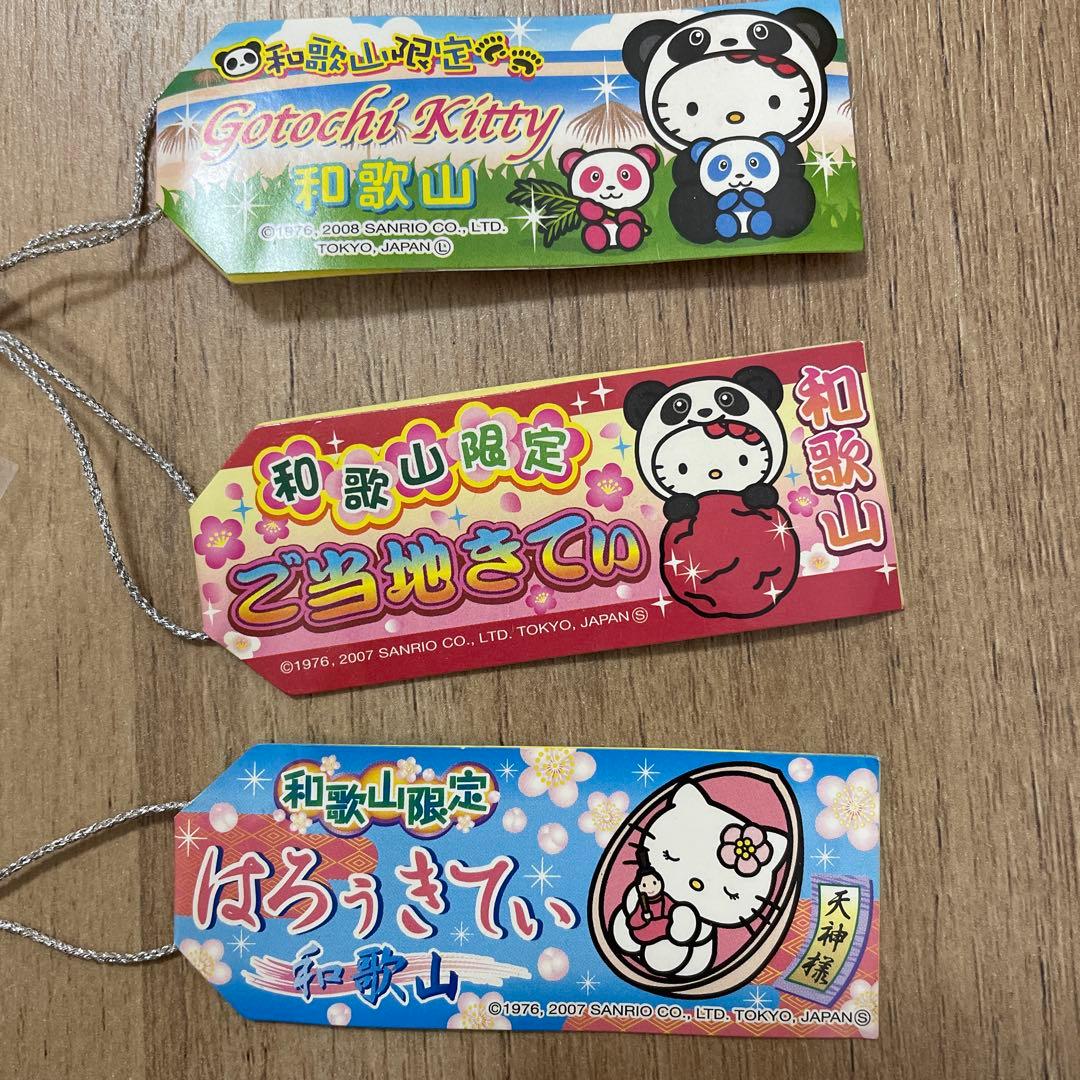 和歌山限定
Gotochi Kitty
和歌山
©1976, 2008 SANRIO CO., LTD.
TOKYO, JAPAN Ⓛ
和歌山限定
ご当地きてぃ
和歌山
©1976, 2007 SANRIO CO., LTD. TOKYO, JAPAN Ⓢ
和歌山限定
はろぅきてぃ
和歌山
天神様
©1976, 2007 SANRIO CO., LTD. TOKYO, JAPAN Ⓢ